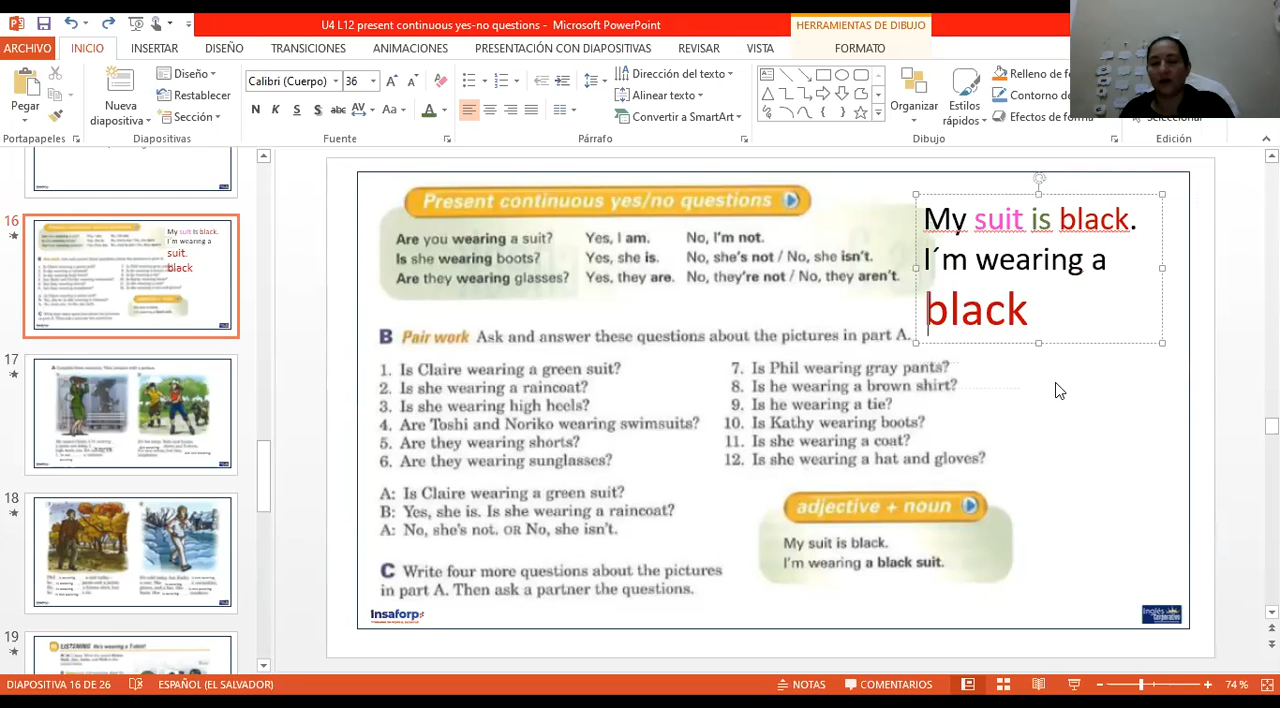 U4 L12 present continuous yes-no questions - Microsoft PowerPoint
HERRAMIENTAS DE DIBUJO
ARCHIVO INICIO INSERTAR DISEÑO TRANSICIONES ANIMACIONES PRESENTACIÓN CON DIAPOSITIVAS REVISAR VISTA FORMATO
Pegar
Nueva diapositiva
Diseño
Restablecer
Sección
Calibri (Cuerpo) 36
Dirección del texto
Alinear texto
Convertir a SmartArt
Organizar
Estilos rápidos
Relleno de
Contorno de
Efectos de forma
Seleccionar
Portapapeles Diapositivas Fuente Párrafo Dibujo Edición
16
17
18
19
Present continuous yes/no questions
Are you wearing a suit? Yes, I am. No, I'm not.
Is she wearing boots? Yes, she is. No, she's not / No, she isn't.
Are they wearing glasses? Yes, they are. No, they're not / No, they aren't.
My suit is black.
I´m wearing a
black
B Pair work Ask and answer these questions about the pictures in part A.
1. Is Claire wearing a green suit?
2. Is she wearing a raincoat?
3. Is she wearing high heels?
4. Are Toshi and Noriko wearing swimsuits?
5. Are they wearing shorts?
6. Are they wearing sunglasses?
7. Is Phil wearing gray pants?
8. Is he wearing a brown shirt?
9. Is he wearing a tie?
10. Is Kathy wearing boots?
11. Is she wearing a coat?
12. Is she wearing a hat and gloves?
A: Is Claire wearing a green suit?
B: Yes, she is. Is she wearing a raincoat?
A: No, she's not. OR No, she isn't.
adjective + noun
My suit is black.
I'm wearing a black suit.
C Write four more questions about the pictures
in part A. Then ask a partner the questions.
Insaforp
Inglés Corporativo
DIAPOSITIVA 16 DE 26 ESPAÑOL (EL SALVADOR) NOTAS COMENTARIOS 74 %